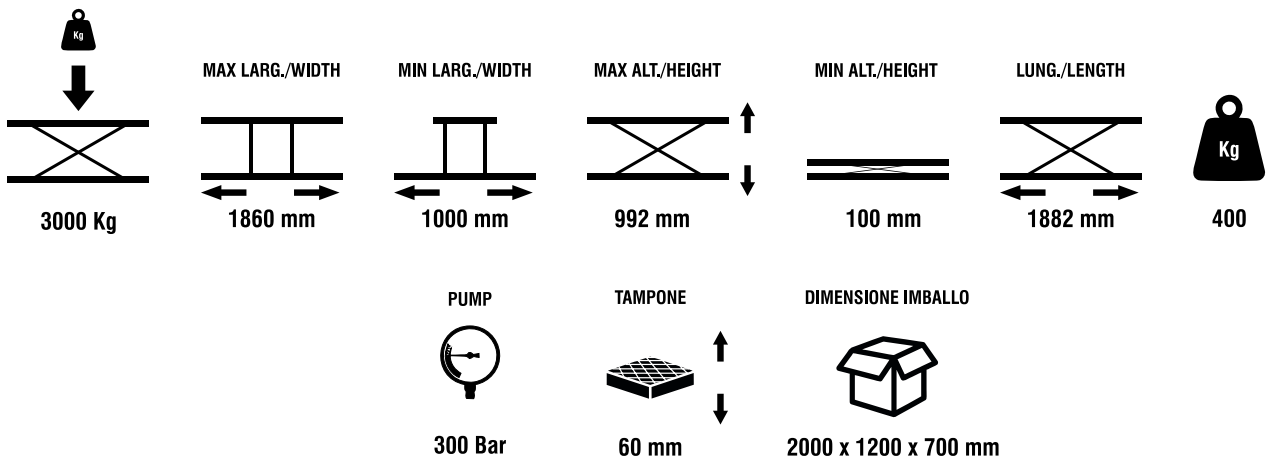 Kg
MAX LARG./WIDTH
MIN LARG./WIDTH
MAX ALT./HEIGHT
MIN ALT./HEIGHT
LUNG./LENGTH
Kg
3000 Kg
1860 mm
1000 mm
992 mm
100 mm
1882 mm
400
PUMP
TAMPONE
DIMENSIONE IMBALLO
300 Bar
60 mm
2000 x 1200 x 700 mm